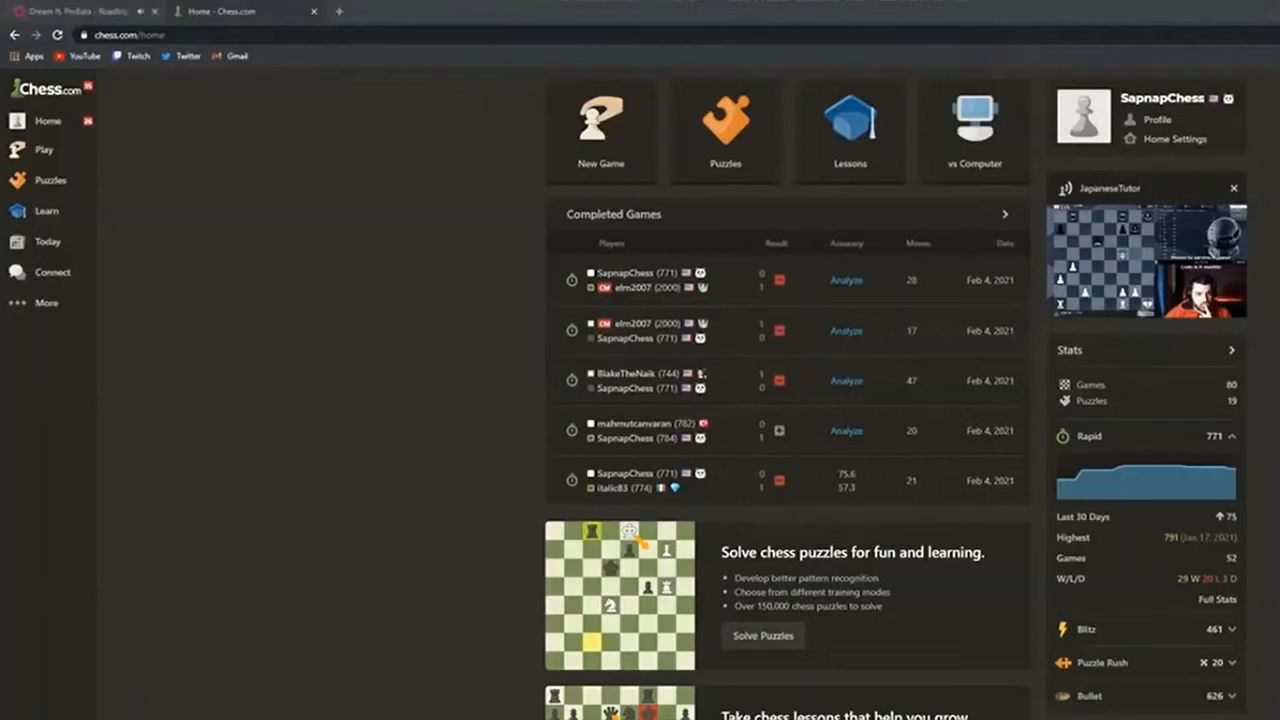 Dream ft. PmBata - Roadtrip
Home - Chess.com
chess.com/home
Apps YouTube Twitch Twitter Gmail
Chess.com
Home
Play
Puzzles
Learn
Today
Connect
More
New Game
Puzzles
Lessons
vs Computer
SapnapChess
Profile
Home Settings
Completed Games
Players Result Accuracy Moves Date
SapnapChess (771) 0
CM elm2007 (2000) 1
Analyze 28 Feb 4, 2021
CM elm2007 (2000) 1
SapnapChess (771) 0
Analyze 17 Feb 4, 2021
BlakeTheNaik (744) 1
SapnapChess (771) 0
Analyze 47 Feb 4, 2021
mahmutcanvaran (782) 0
SapnapChess (784) 1
Analyze 20 Feb 4, 2021
SapnapChess (771) 0 75.6
italic83 (774) 1 57.3
21 Feb 4, 2021
Solve chess puzzles for fun and learning.
Develop better pattern recognition
Choose from different training modes
Over 150,000 chess puzzles to solve
Solve Puzzles
Take chess lessons that help you grow
JapaneseTutor
Stats
Games 80
Puzzles 19
Rapid 771
Last 30 Days 75
Highest 791 (Jan 17, 2021)
Games 52
W/L/D 29 W 20 L 3 D
Full Stats
Blitz 461
Puzzle Rush 20
Bullet 626